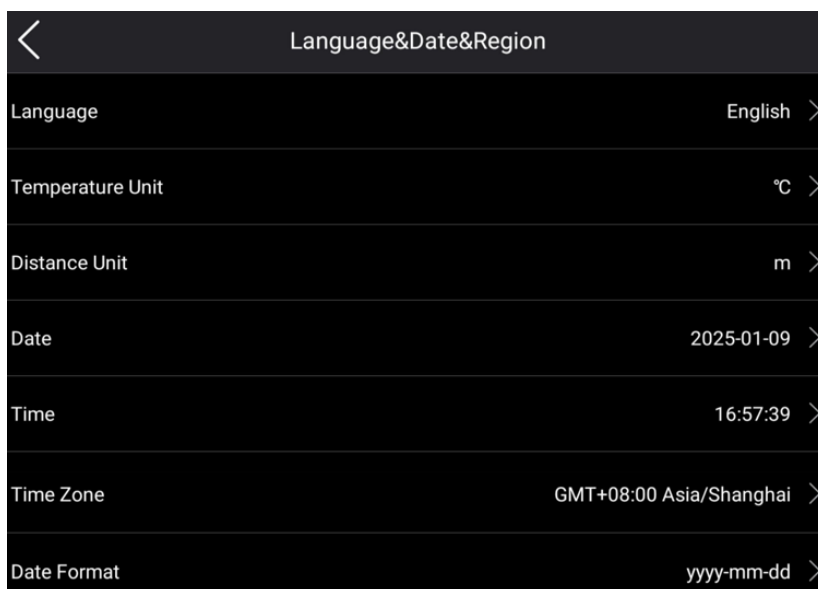 Language&Date&Region
Language English
Temperature Unit ℃
Distance Unit m
Date 2025-01-09
Time 16:57:39
Time Zone GMT+08:00 Asia/Shanghai
Date Format yyyy-mm-dd